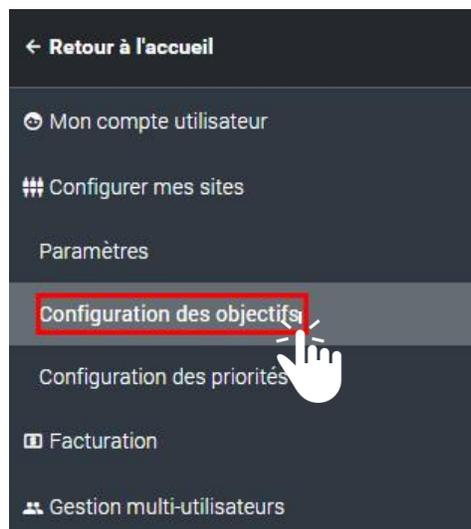 ← Retour à l'accueil
Mon compte utilisateur
Configurer mes sites
Paramètres
Configuration des objectifs
Configuration des priorités
Facturation
Gestion multi-utilisateurs